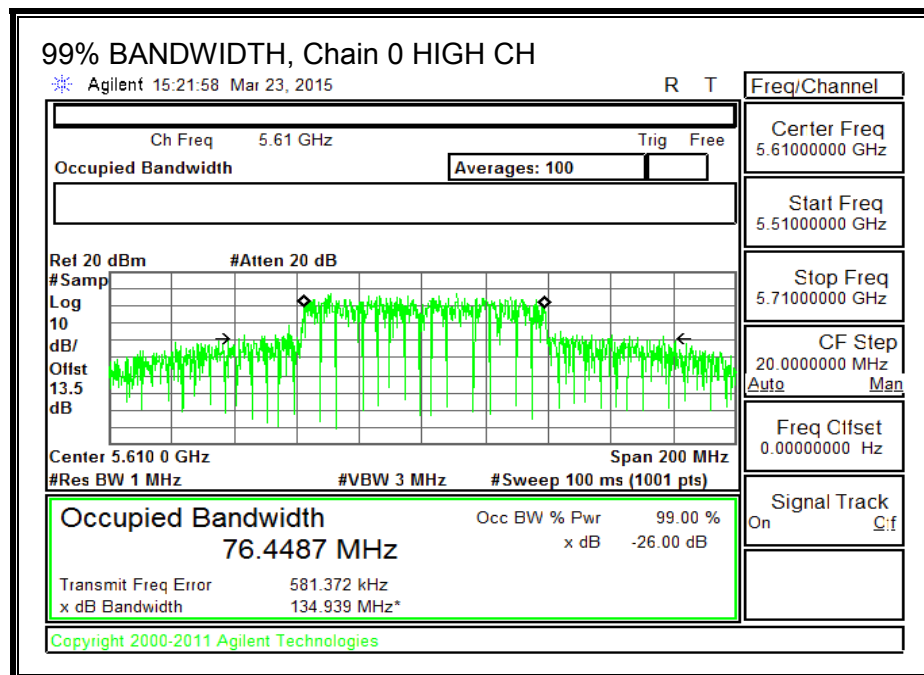 99% BANDWIDTH, Chain 0 HIGH CH
Agilent 15:21:58 Mar 23, 2015 R T
Freq/Channel
Ch Freq 5.61 GHz Trig Free
Occupied Bandwidth Averages: 100
Center Freq
5.61000000 GHz
Start Freq
5.51000000 GHz
Stop Freq
5.71000000 GHz
CF Step
20.0000000 MHz
Auto Man
Freq Offset
0.00000000 Hz
Signal Track
On Off
Ref 20 dBm #Atten 20 dB
#Samp
Log
10
dB/
Offst
13.5
dB
Center 5.610 0 GHz Span 200 MHz
#Res BW 1 MHz #VBW 3 MHz #Sweep 100 ms (1001 pts)
Occupied Bandwidth Occ BW % Pwr 99.00 %
76.4487 MHz x dB -26.00 dB
Transmit Freq Error 581.372 kHz
x dB Bandwidth 134.939 MHz*
Copyright 2000-2011 Agilent Technologies